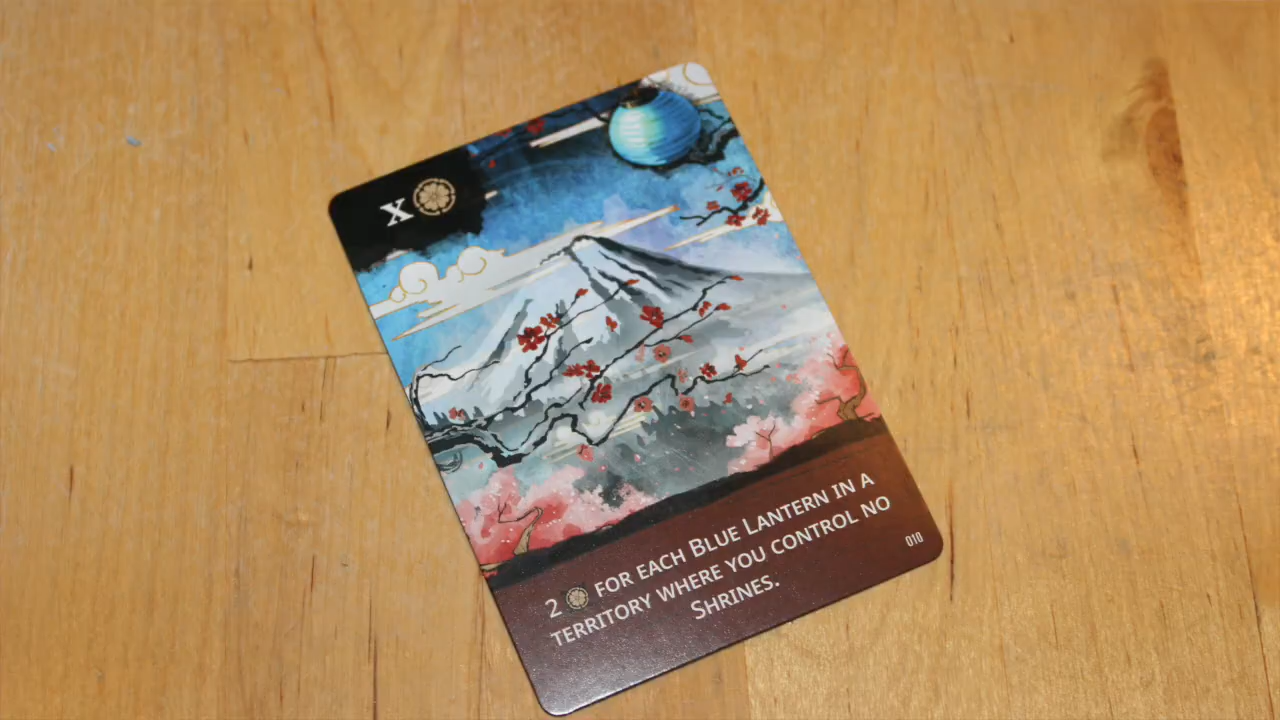 X
2 FOR EACH BLUE LANTERN IN A
TERRITORY WHERE YOU CONTROL NO
SHRINES.
010